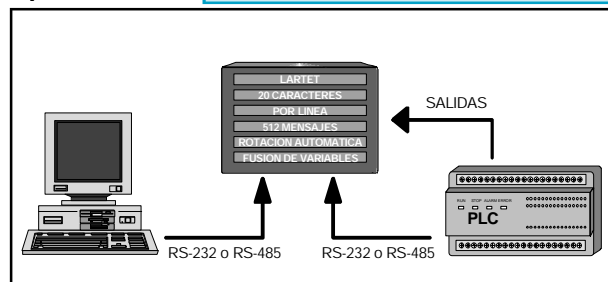 LARTET
20 CARACTERES
POR LINEA
512 MENSAJES
ROTACION AUTOMATICA
FUSION DE VARIABLES
SALIDAS
RUN STOP ALARM ERROR
PLC
RS-232 o RS-485
RS-232 o RS-485